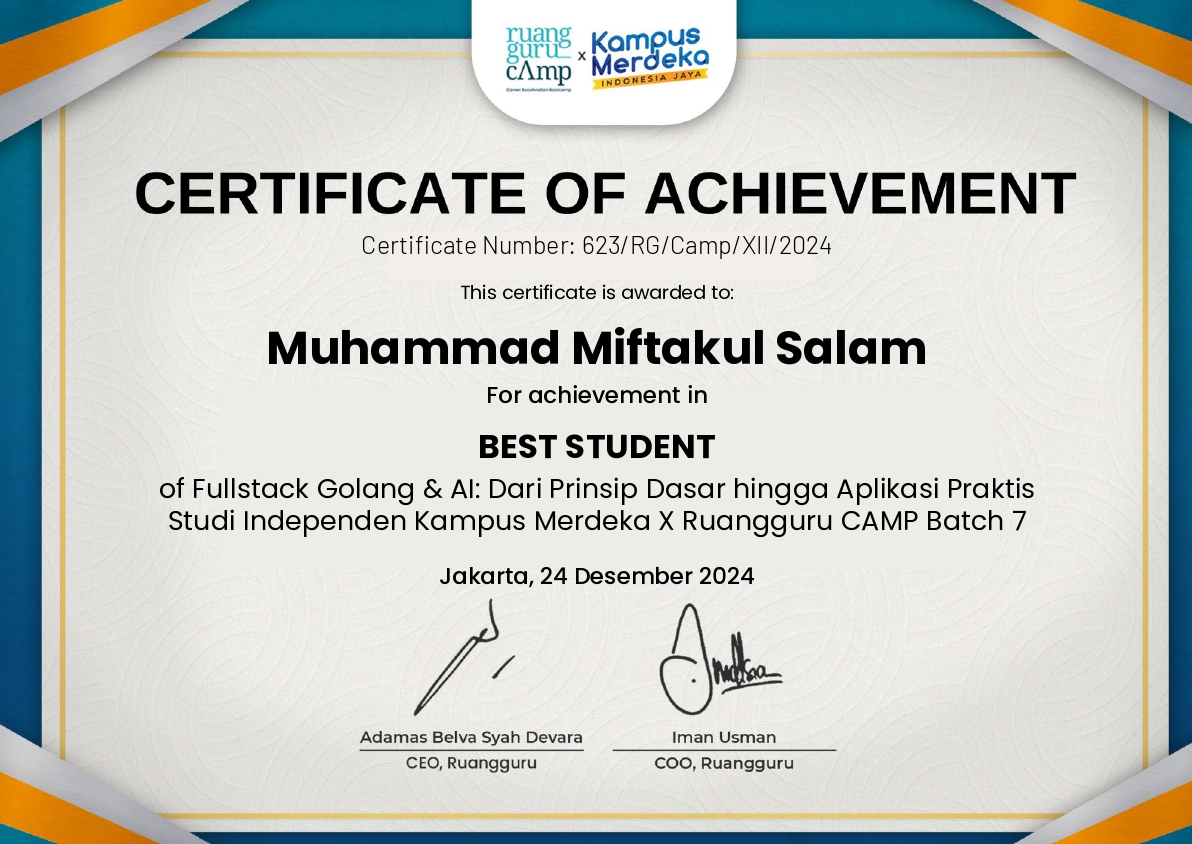 ruang
guru
cAmp
Career Acceleration Bootcamp
x
Kampus
Merdeka
INDONESIA JAYA
CERTIFICATE OF ACHIEVEMENT
Certificate Number: 623/RG/Camp/XII/2024
This certificate is awarded to:
Muhammad Miftakul Salam
For achievement in
BEST STUDENT
of Fullstack Golang & AI: Dari Prinsip Dasar hingga Aplikasi Praktis
Studi Independen Kampus Merdeka X Ruangguru CAMP Batch 7
Jakarta, 24 Desember 2024
Adamas Belva Syah Devara
CEO, Ruangguru
Iman Usman
COO, Ruangguru